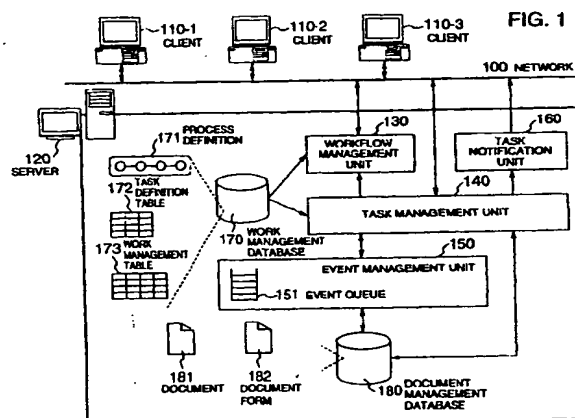 FIG. 1
110-1
CLIENT
110-2
CLIENT
110-3
CLIENT
100 NETWORK
120
SERVER
PROCESS
171 DEFINITION
172 TASK DEFINITION
TABLE
173 WORK
MANAGEMENT
TABLE
130
WORKFLOW
MANAGEMENT
UNIT
160
TASK
NOTIFICATION
UNIT
140
TASK MANAGEMENT UNIT
170 WORK
MANAGEMENT
DATABASE
150
EVENT MANAGEMENT UNIT
151 EVENT QUEUE
181
DOCUMENT
182
DOCUMENT
FORM
180 DOCUMENT
MANAGEMENT
DATABASE